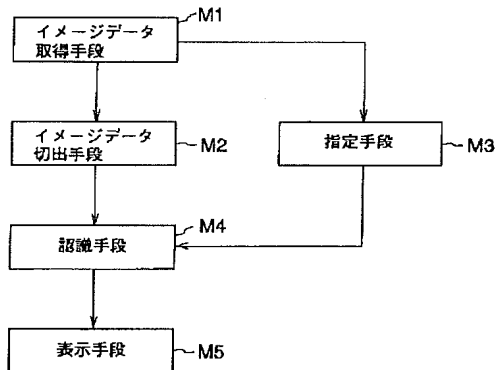 イメージデータ
取得手段
M1
イメージデータ
切出手段
M2
指定手段
M3
認識手段
M4
表示手段
M5